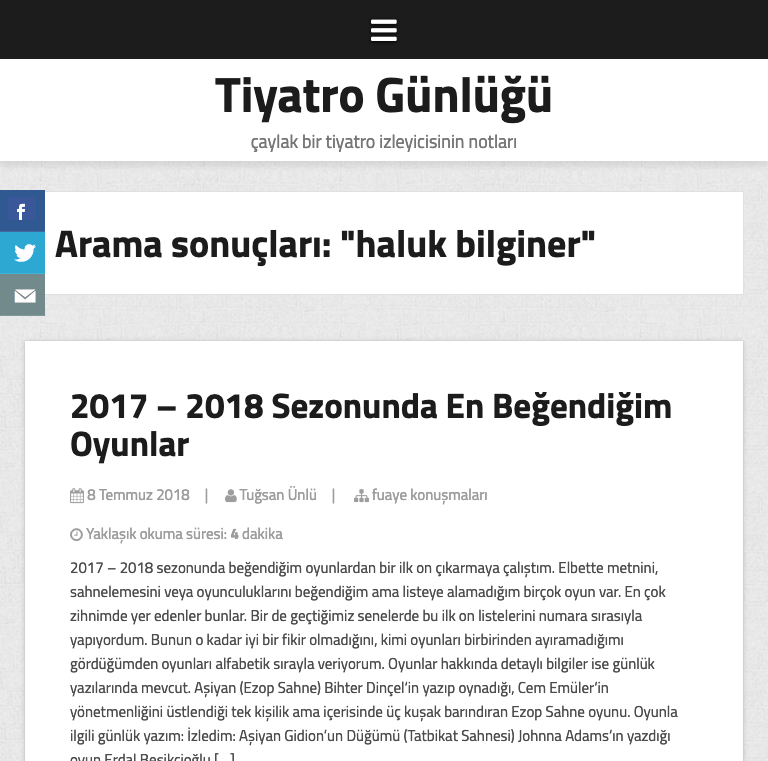 Tiyatro Günlüğü
çaylak bir tiyatro izleyicisinin notları
Arama sonuçları: "haluk bilginer"
2017 – 2018 Sezonunda En Beğendiğim
Oyunlar
8 Temmuz 2018 | Tuğsan Ünlü | fuaye konuşmaları
Yaklaşık okuma süresi: 4 dakika
2017 – 2018 sezonunda beğendiğim oyunlardan bir ilk on çıkarmaya çalıştım. Elbette metnini,
sahnelemesini veya oyunculuklarını beğendiğim ama listeye alamadığım birçok oyun var. En çok
zihnimde yer edenler bunlar. Bir de geçtiğimiz senelerde bu ilk on listelerini numara sırasıyla
yapıyordum. Bunun o kadar iyi bir fikir olmadığını, kimi oyunları birbirinden ayıramadığımı
gördüğümden oyunları alfabetik sırayla veriyorum. Oyunlar hakkında detaylı bilgiler ise günlük
yazılarında mevcut. Aşiyan (Ezop Sahne) Bihter Dinçel’in yazıp oynadığı, Cem Emüler’in
yönetmenliğini üstlendiği tek kişilik ama içerisinde üç kuşak barındıran Ezop Sahne oyunu. Oyunla
ilgili günlük yazım: İzledim: Aşiyan Gidion’un Düğümü (Tatbikat Sahnesi) Johnna Adams’ın yazdığı
oyun Erdal Beşikçioğlu […]